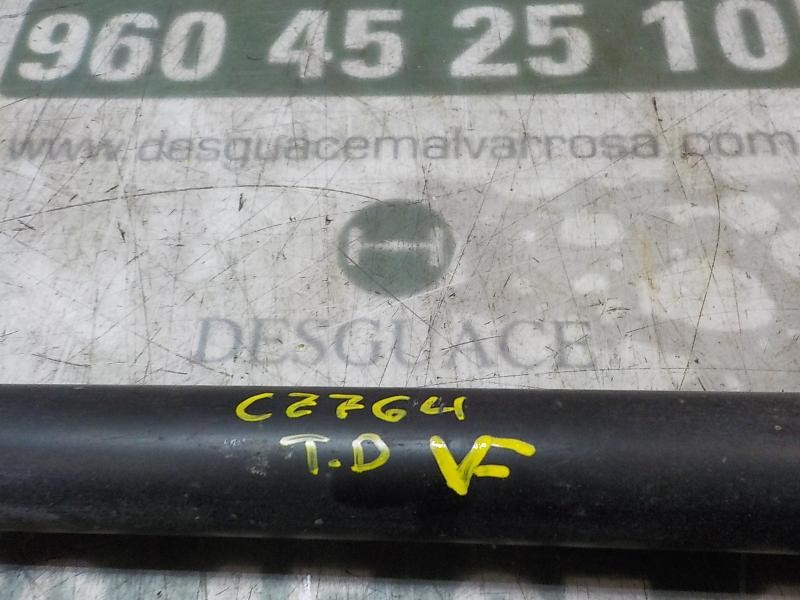 960 45 25 10
www.desguacemalvarrosa.com
DESGUACE
CZ764
T.D VF